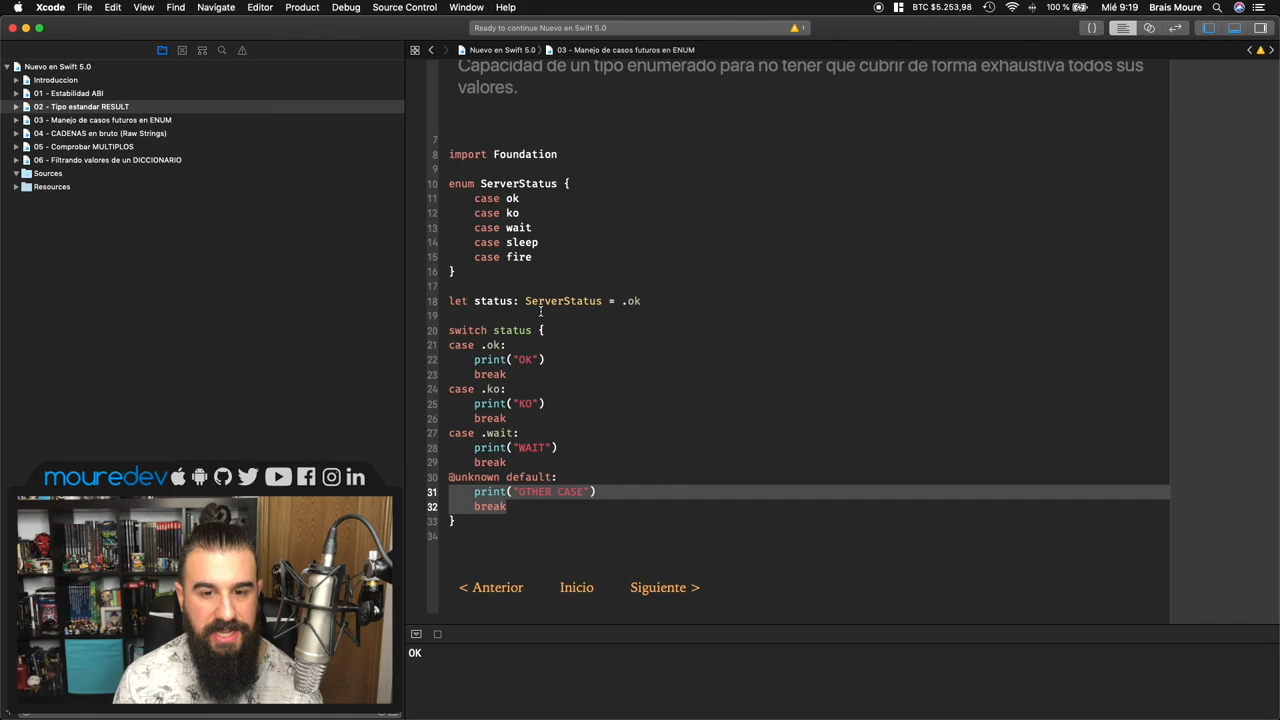 Xcode File Edit View Find Navigate Editor Product Debug Source Control Window Help
BTC $5.253,98 100 % Mié 9:19 Brais Moure
Ready to continue Nuevo en Swift 5.0
1
Nuevo en Swift 5.0 03 - Manejo de casos futuros en ENUM
Nuevo en Swift 5.0
Introduccion
01 - Estabilidad ABI
02 - Tipo estandar RESULT
03 - Manejo de casos futuros en ENUM
04 - CADENAS en bruto (Raw Strings)
05 - Comprobar MULTIPLOS
06 - Filtrando valores de un DICCIONARIO
Sources
Resources
Capacidad de un tipo enumerado para no tener que cubrir de forma exhaustiva todos sus
valores.
7
8 import Foundation
9
10 enum ServerStatus {
11 case ok
12 case ko
13 case wait
14 case sleep
15 case fire
16 }
17
18 let status: ServerStatus = .ok
19
20 switch status {
21 case .ok:
22 print("OK")
23 break
24 case .ko:
25 print("KO")
26 break
27 case .wait:
28 print("WAIT")
29 break
30 @unknown default:
31 print("OTHER CASE")
32 break
33 }
34
< Anterior Inicio Siguiente >
OK
mouredev